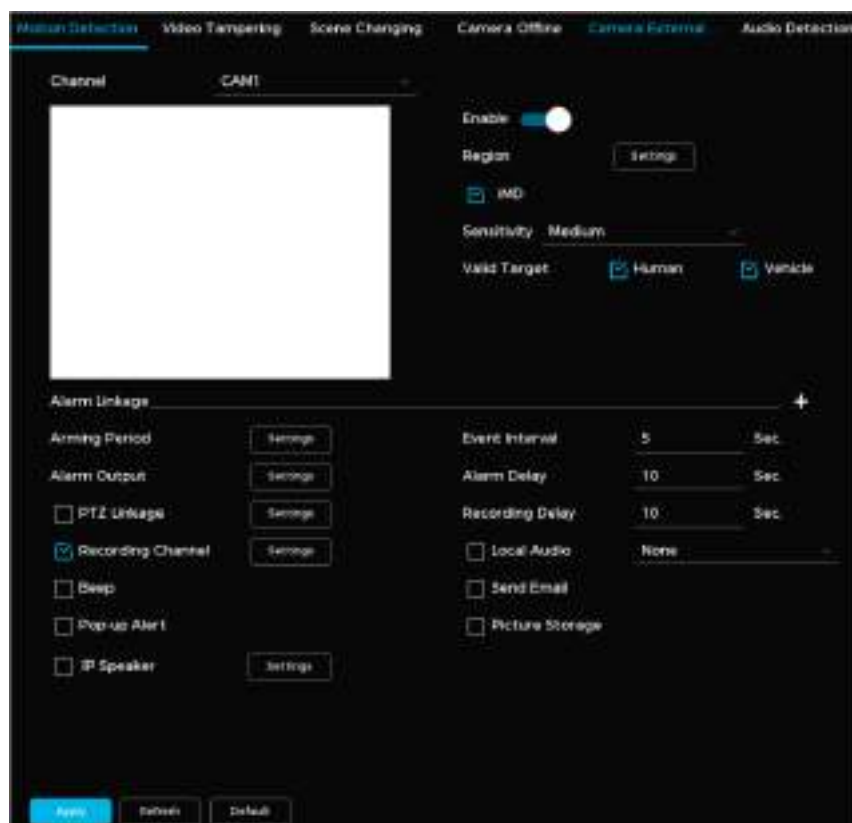 Motion Detection Video Tampering Scene Changing Camera Offline Camera External Audio Detection
Channel CAM1
Enable
Region Settings
IMD
Sensitivity Medium
Valid Target Human Vehicle
Alarm Linkage +
Arming Period Settings Event Interval 5 Sec.
Alarm Output Settings Alarm Delay 10 Sec.
PTZ Linkage Settings Recording Delay 10 Sec.
Recording Channel Settings Local Audio None
Beep Send Email
Pop-up Alert Picture Storage
IP Speaker Settings
Apply Refresh Default